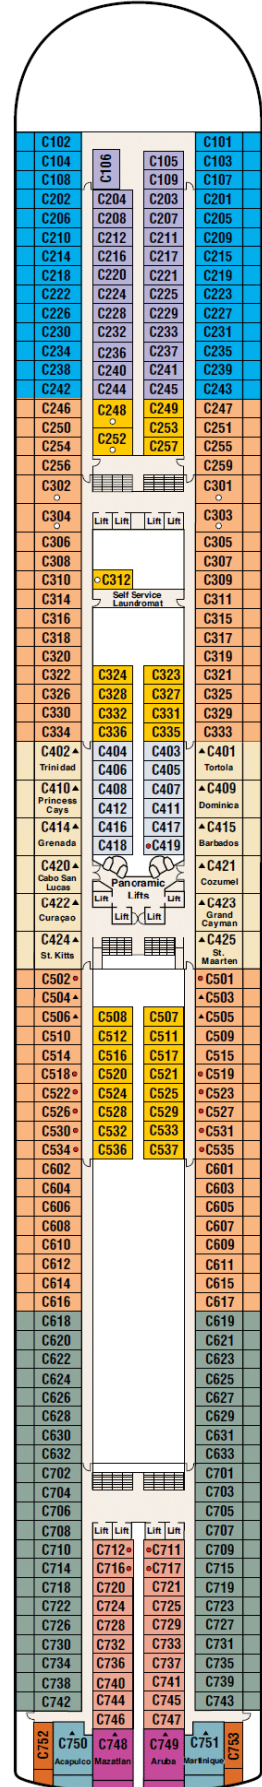 C102 C101
C104 C106 C105 C103
C108 C109 C107
C202 C204 C203 C201
C206 C208 C207 C205
C210 C212 C211 C209
C214 C216 C217 C215
C218 C220 C221 C219
C222 C224 C225 C223
C226 C228 C229 C227
C230 C232 C233 C231
C234 C236 C237 C235
C238 C240 C241 C239
C242 C244 C245 C243
C246 C248 C249 C247
C250 C253 C251
C254 C252 C257 C255
C256 C259
C302 C301
C304 Lift Lift Lift Lift C303
C306 C305
C308 C307
C310 C312 C309
C314 Self Service C311
Laundromat
C316 C315
C318 C317
C320 C319
C322 C324 C323 C321
C326 C328 C327 C325
C330 C332 C331 C329
C334 C336 C335 C333
C402 C404 C403 C401
Trinidad C406 C405 Tortola
C410 C408 C407 C409
Princess C412 C411 Dominica
Cays
C414 C416 C417 C415
Grenada C418 C419 Barbados
C420 C421
Cabo San Panoramic Cozumel
Lucas Lifts
C422 Lift Lift C423
Curaçao Lift Lift Grand
Cayman
C424 C425
St. Kitts St.
Maarten
C502 C501
C504 C503
C506 C508 C507 C505
C510 C512 C511 C509
C514 C516 C517 C515
C518 C520 C521 C519
C522 C524 C525 C523
C526 C528 C529 C527
C530 C532 C533 C531
C534 C536 C537 C535
C602 C601
C604 C603
C606 C605
C608 C607
C610 C609
C612 C611
C614 C615
C616 C617
C618 C619
C620 C621
C622 C623
C624 C625
C626 C627
C628 C629
C630 C631
C632 C633
C702 C701
C704 C703
C706 C705
C708 Lift Lift Lift Lift C707
C710 C712 C711 C709
C714 C716 C717 C715
C718 C720 C721 C719
C722 C724 C725 C723
C726 C728 C729 C727
C730 C732 C733 C731
C734 C736 C737 C735
C738 C740 C741 C739
C742 C744 C745 C743
C746 C747
C752 C750 C748 C749 C751 C753
Acapulco Mazatlan Aruba Martinique